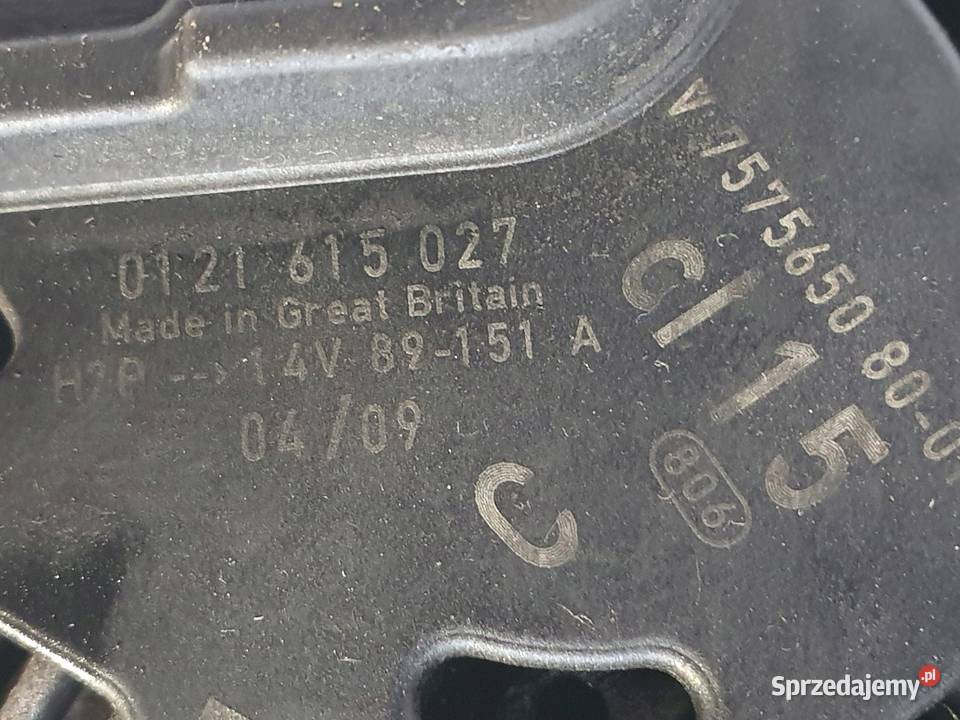 0121 615 027
Made in Great Britain
14V 89-151 A
04/09
V 7575650 80-0
CI 15
806
C
Sprzedajemy.pl